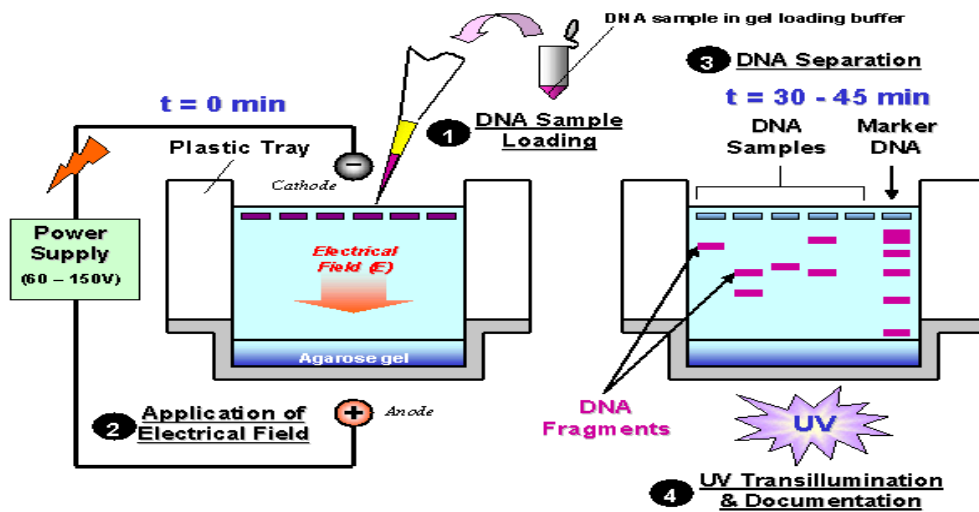 DNA sample in gel loading buffer
3 DNA Separation
t = 0 min
t = 30 - 45 min
1 DNA Sample
Loading
DNA
Samples
Marker
DNA
Plastic Tray
–
Cathode
Power
Supply
(60 – 150V)
Electrical
Field (E)
Agarose gel
2 Application of
Electrical Field
+
Anode
DNA
Fragments
UV
4 UV Transillumination
& Documentation